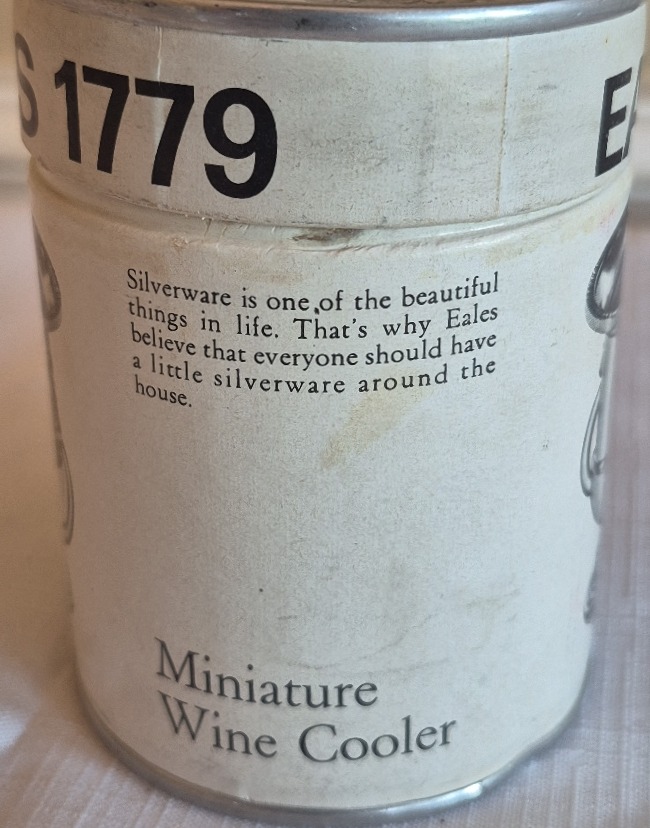 S 1779
EA
Silverware is one of the beautiful
things in life. That's why Eales
believe that everyone should have
a little silverware around the
house.
Miniature
Wine Cooler